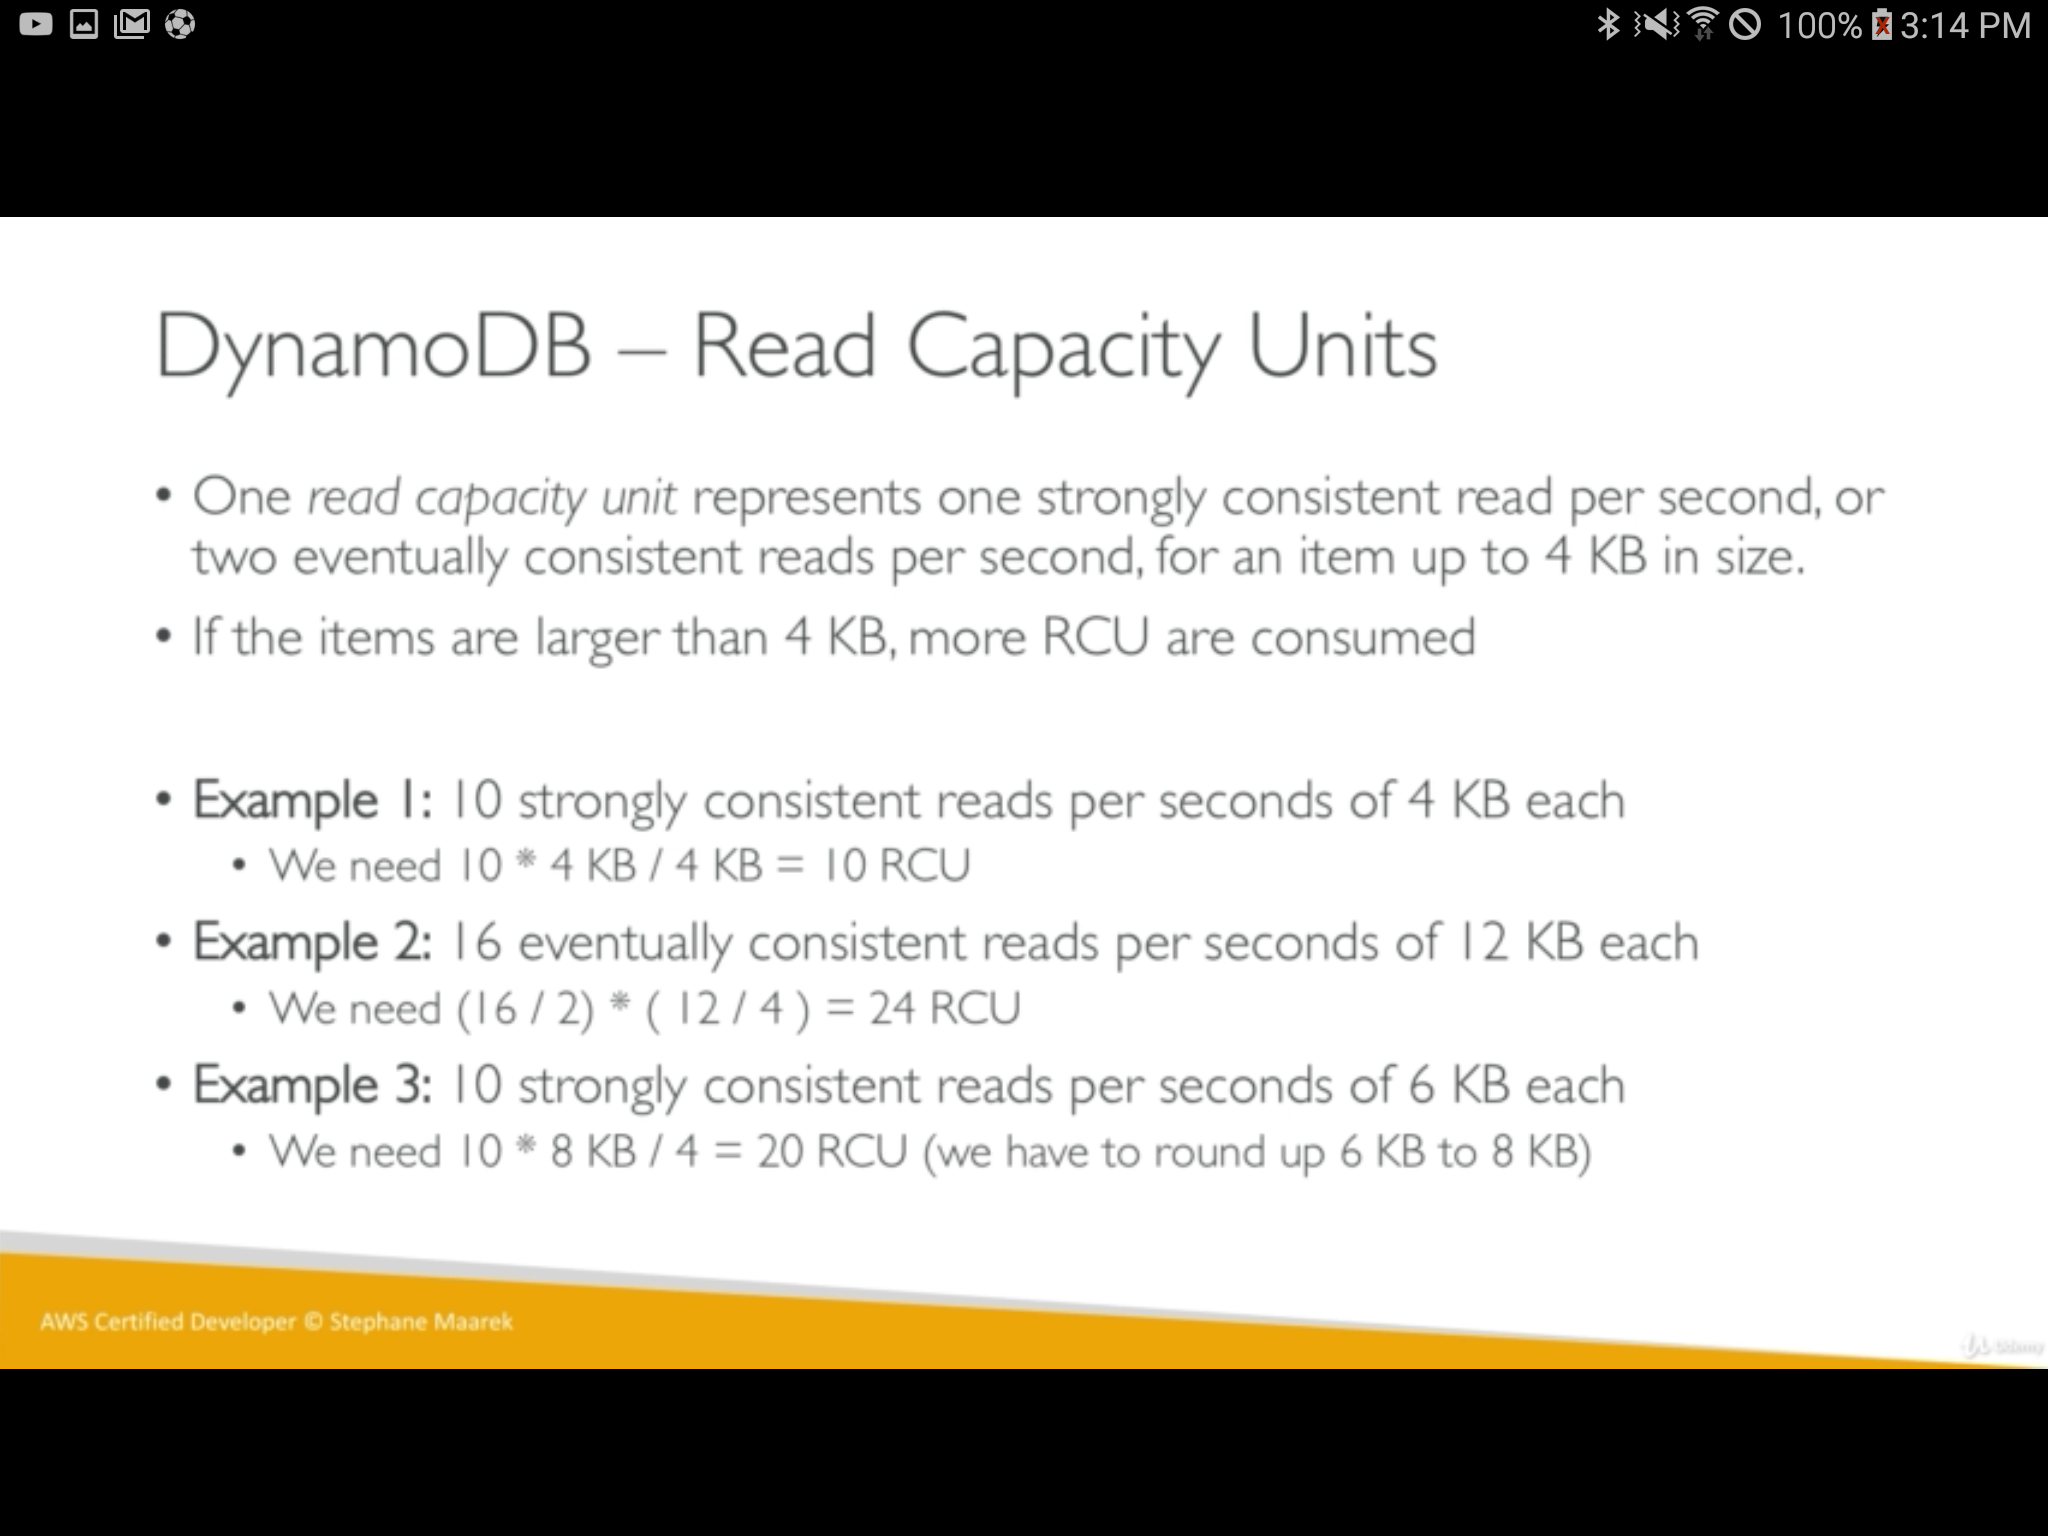 100% 3:14 PM
DynamoDB – Read Capacity Units
• One read capacity unit represents one strongly consistent read per second, or
two eventually consistent reads per second, for an item up to 4 KB in size.
• If the items are larger than 4 KB, more RCU are consumed
• Example 1: 10 strongly consistent reads per seconds of 4 KB each
• We need 10 * 4 KB / 4 KB = 10 RCU
• Example 2: 16 eventually consistent reads per seconds of 12 KB each
• We need (16 / 2) * ( 12 / 4 ) = 24 RCU
• Example 3: 10 strongly consistent reads per seconds of 6 KB each
• We need 10 * 8 KB / 4 = 20 RCU (we have to round up 6 KB to 8 KB)
AWS Certified Developer © Stephane Maarek
Udemy